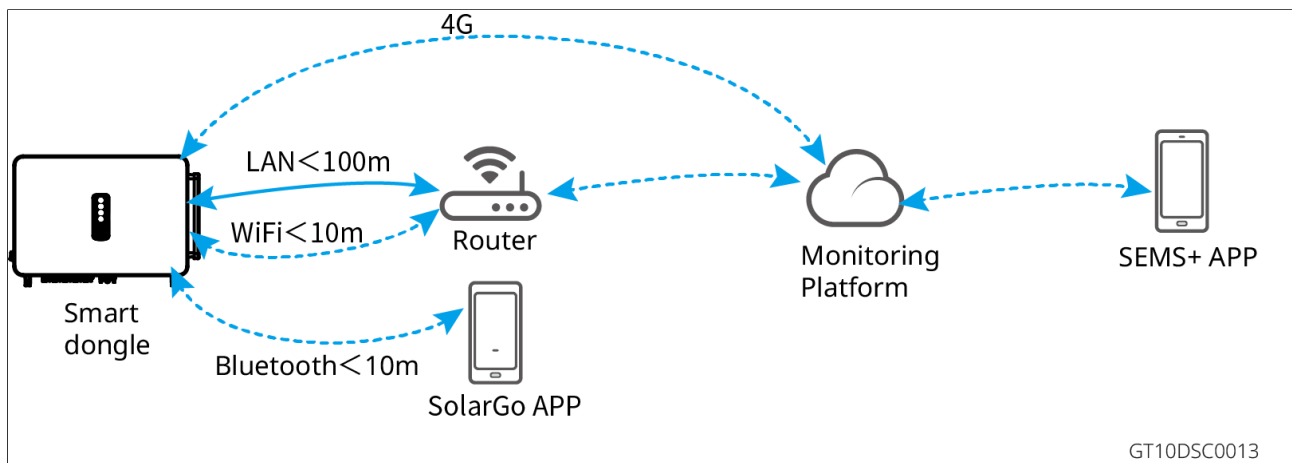 4G
LAN＜100m
WiFi＜10m
Router
Smart
dongle
Bluetooth＜10m
SolarGo APP
Monitoring
Platform
SEMS+ APP
GT10DSC0013